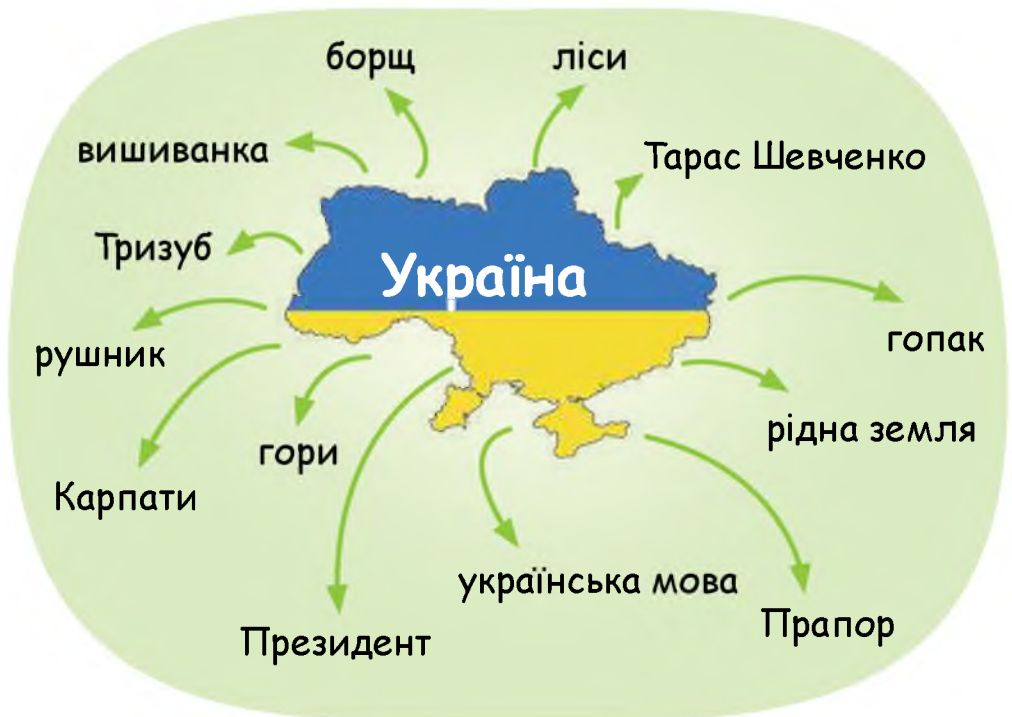 борщ
ліси
вишиванка
Тарас Шевченко
Тризуб
Україна
гопак
рушник
рідна земля
гори
Карпати
українська мова
Прапор
Президент